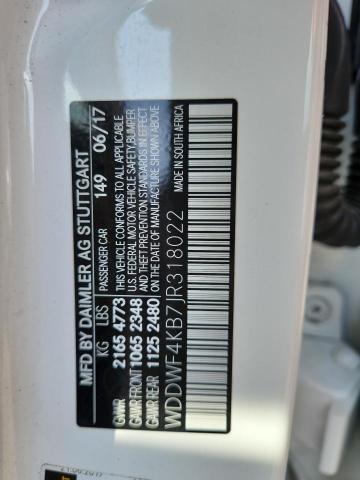 MFD BY DAIMLER AG STUTTGART
PASSENGER CAR 149 06/17
KG LBS THIS VEHICLE CONFORMS TO ALL APPLICABLE
GAWR 2165 4773 U.S. FEDERAL MOTOR VEHICLE SAFETY,BUMPER
GAWR FRONT 1065 2348 AND THEFT PREVENTION STANDARDS IN EFFECT
GAWR REAR 1125 2480 ON THE DATE OF MANUFACTURE SHOWN ABOVE
WDDWF4KB7JR318022 MADE IN SOUTH AFRICA